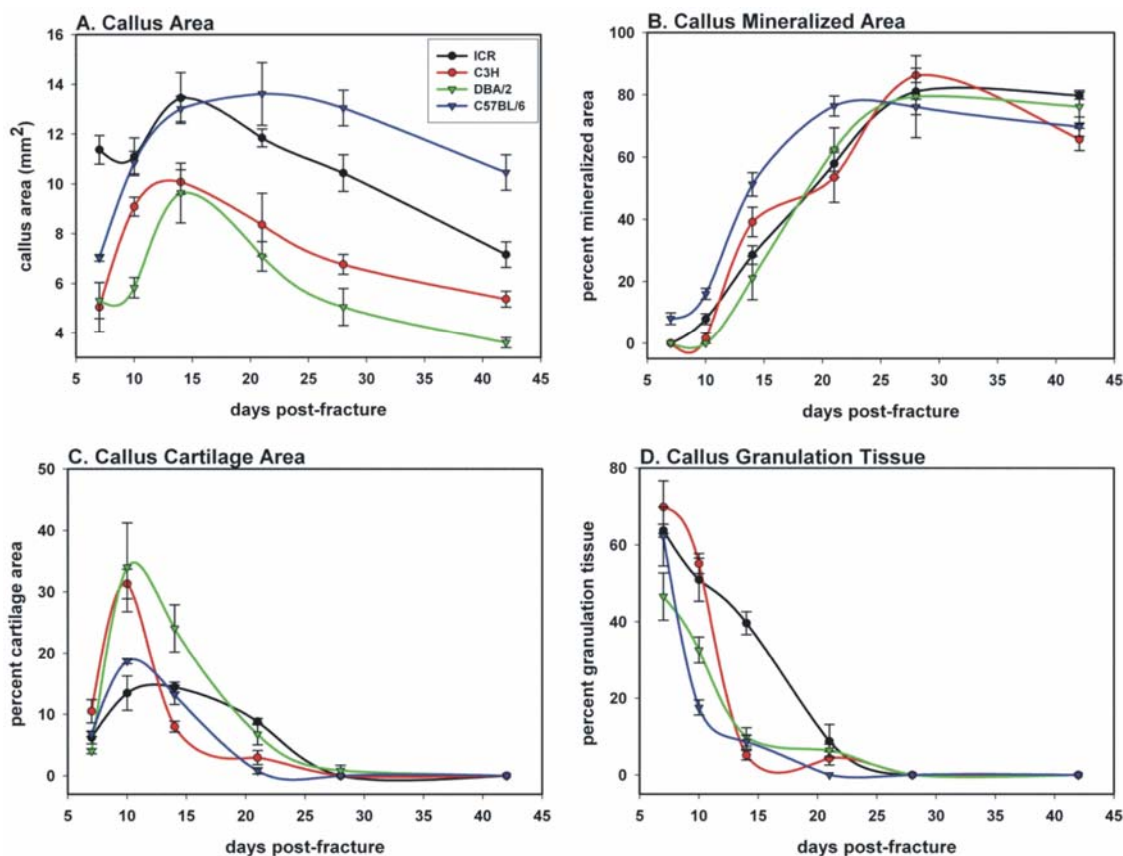 A. Callus Area
16
14
12
10
8
6
4
callus area (mm²)
ICR
C3H
DBA/2
C57BL/6
5 10 15 20 25 30 35 40 45
days post-fracture
B. Callus Mineralized Area
100
80
60
40
20
0
percent mineralized area
5 10 15 20 25 30 35 40 45
days post-fracture
C. Callus Cartilage Area
50
40
30
20
10
0
percent cartilage area
5 10 15 20 25 30 35 40 45
days post-fracture
D. Callus Granulation Tissue
80
60
40
20
0
percent granulation tissue
5 10 15 20 25 30 35 40 45
days post-fracture